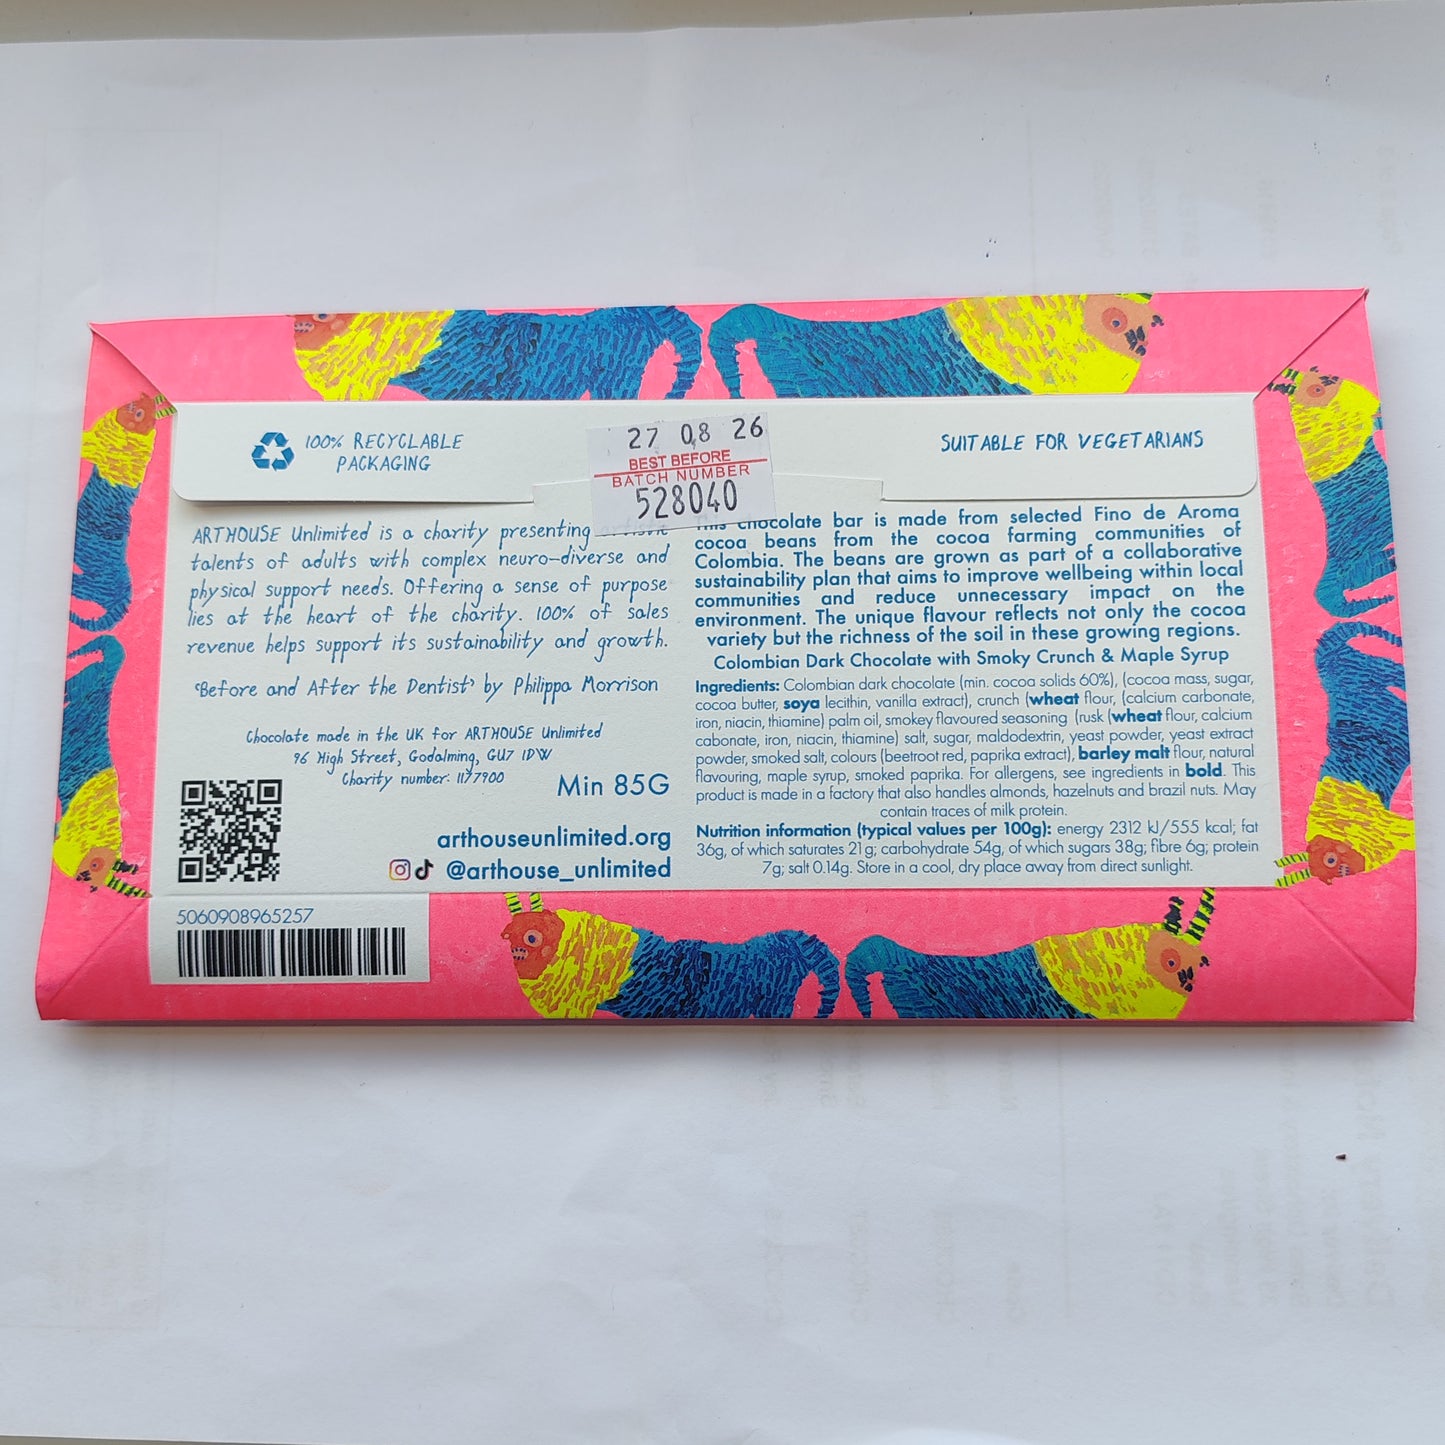 100% RECYCLABLE
PACKAGING
27 08 26
BEST BEFORE
BATCH NUMBER
528040
SUITABLE FOR VEGETARIANS
ARTHOUSE Unlimited is a charity presenting
talents of adults with complex neuro-diverse and
physical support needs. Offering a sense of purpose
lies at the heart of the charity. 100% of sales
revenue helps support its sustainability and growth.
'Before and After the Dentist' by Philippa Morrison
Chocolate made in the UK for ARTHOUSE Unlimited
96 High Street, Godalming, GU7 1DW
Charity number: 1177900
Min 85G
arthouseunlimited.org
@arthouse_unlimited
5060908965257
chocolate bar is made from selected Fino de Aroma
cocoa beans from the cocoa farming communities of
Colombia. The beans are grown as part of a collaborative
sustainability plan that aims to improve wellbeing within local
communities and reduce unnecessary impact on the
environment. The unique flavour reflects not only the cocoa
variety but the richness of the soil in these growing regions.
Colombian Dark Chocolate with Smoky Crunch & Maple Syrup
Ingredients: Colombian dark chocolate (min. cocoa solids 60%), (cocoa mass, sugar,
cocoa butter, soya lecithin, vanilla extract), crunch (wheat flour, (calcium carbonate,
iron, niacin, thiamine) palm oil, smokey flavoured seasoning (rusk (wheat flour, calcium
cabonate, iron, niacin, thiamine) salt, sugar, maldodextrin, yeast powder, yeast extract
powder, smoked salt, colours (beetroot red, paprika extract), barley malt flour, natural
flavouring, maple syrup, smoked paprika. For allergens, see ingredients in bold. This
product is made in a factory that also handles almonds, hazelnuts and brazil nuts. May
contain traces of milk protein.
Nutrition information (typical values per 100g): energy 2312 kJ/555 kcal; fat
36g, of which saturates 21g; carbohydrate 54g, of which sugars 38g; fibre 6g; protein
7g; salt 0.14g. Store in a cool, dry place away from direct sunlight.